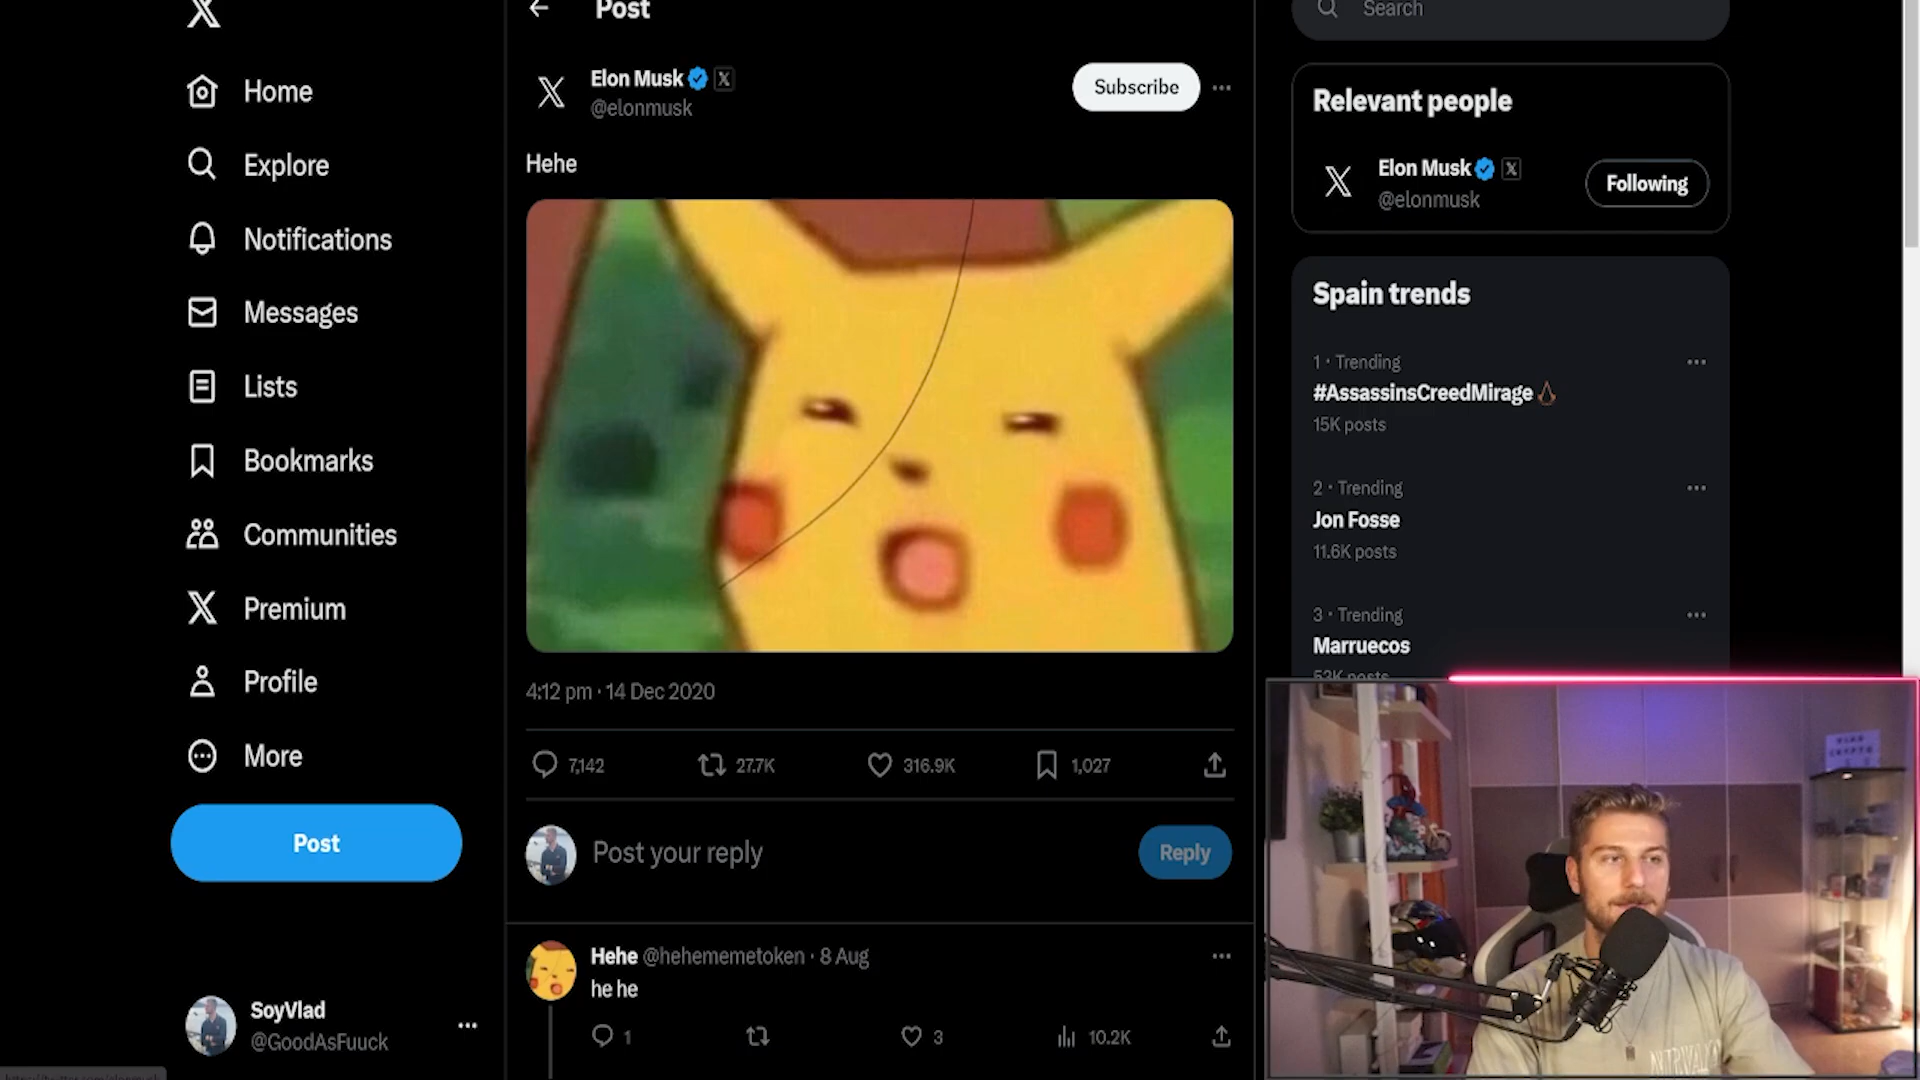 Home
Explore
Notifications
Messages
Lists
Bookmarks
Communities
Premium
Profile
More
Post
SoyVlad
@GoodAsFuuck
Post
Elon Musk
@elonmusk
Subscribe
Hehe
4:12 pm · 14 Dec 2020
7,142
27.7K
316.9K
1,027
Post your reply
Reply
Hehe @hehememetoken · 8 Aug
he he
1
3
10.2K
Search
Relevant people
Elon Musk
@elonmusk
Following
Spain trends
1 · Trending
#AssassinsCreedMirage
15K posts
2 · Trending
Jon Fosse
11.6K posts
3 · Trending
Marruecos
53K posts